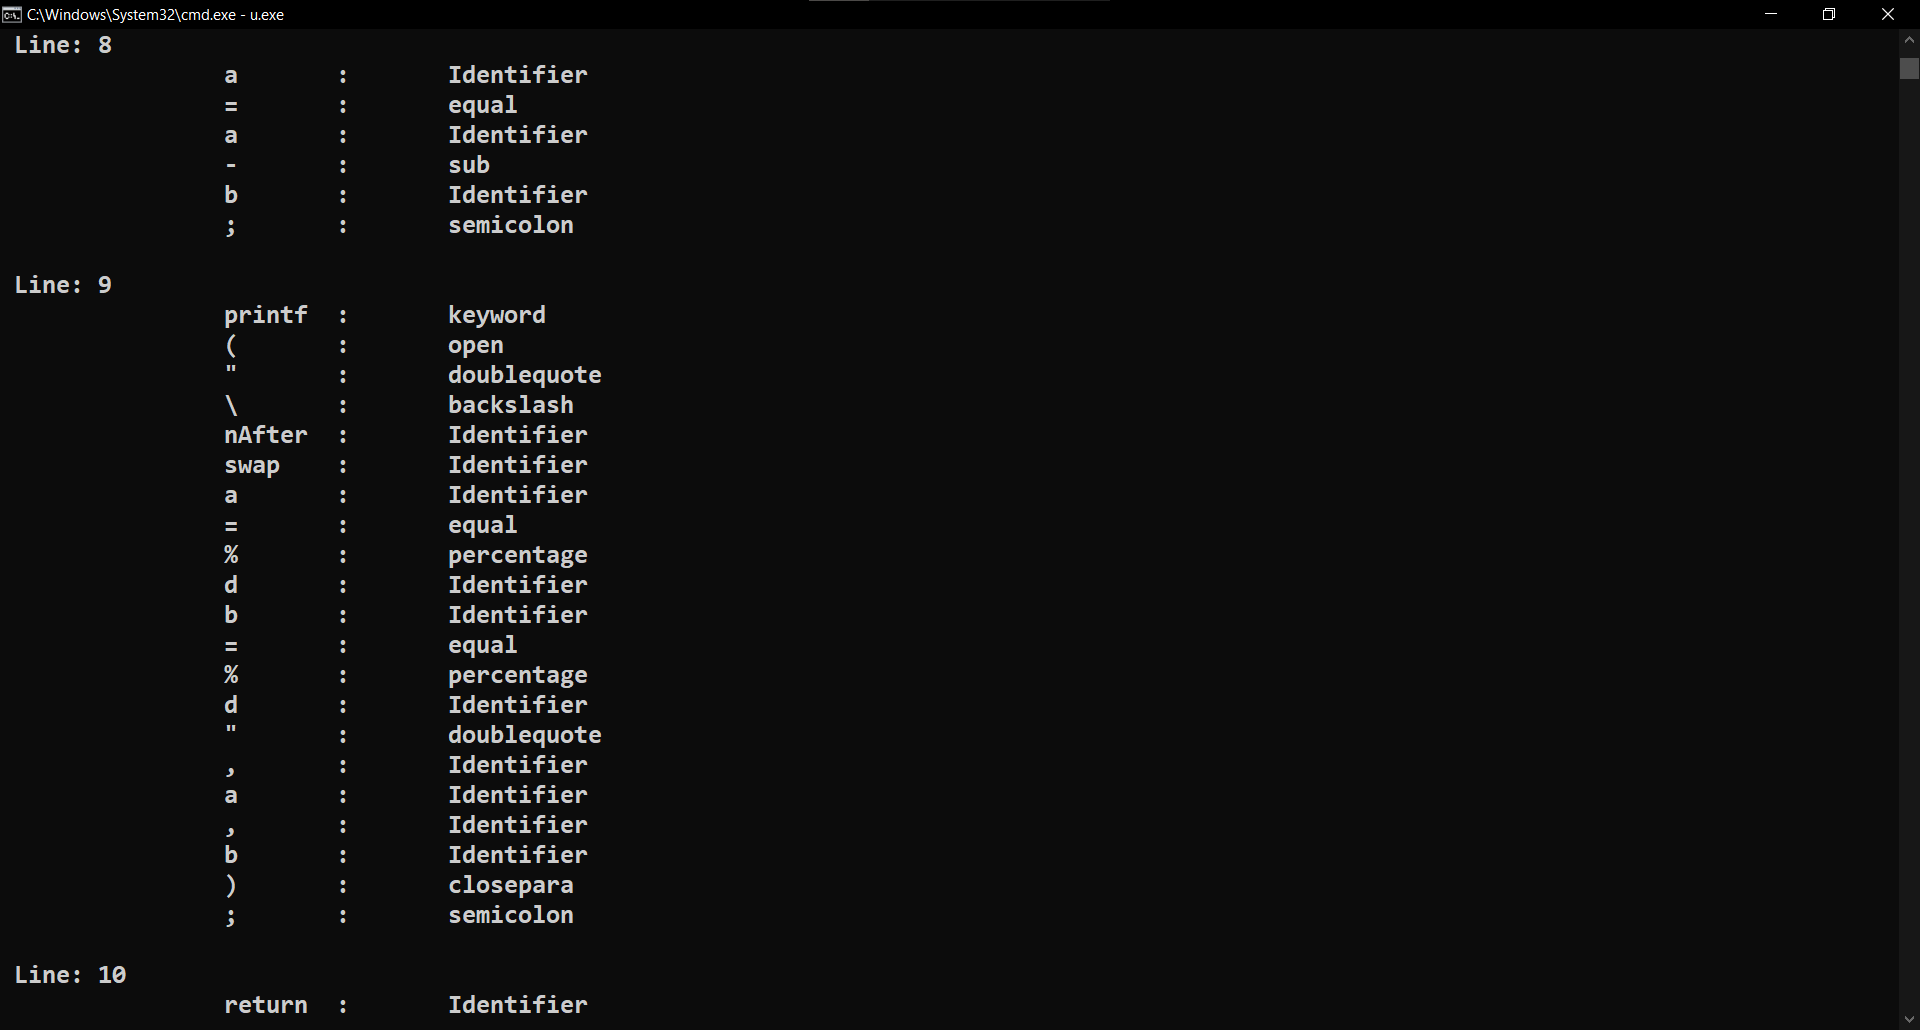 C:\Windows\System32\cmd.exe - u.exe
Line: 8
a : Identifier
= : equal
a : Identifier
- : sub
b : Identifier
; : semicolon
Line: 9
printf : keyword
( : open
" : doublequote
\ : backslash
nAfter : Identifier
swap : Identifier
a : Identifier
= : equal
% : percentage
d : Identifier
b : Identifier
= : equal
% : percentage
d : Identifier
" : doublequote
, : Identifier
a : Identifier
, : Identifier
b : Identifier
) : closepara
; : semicolon
Line: 10
return : Identifier